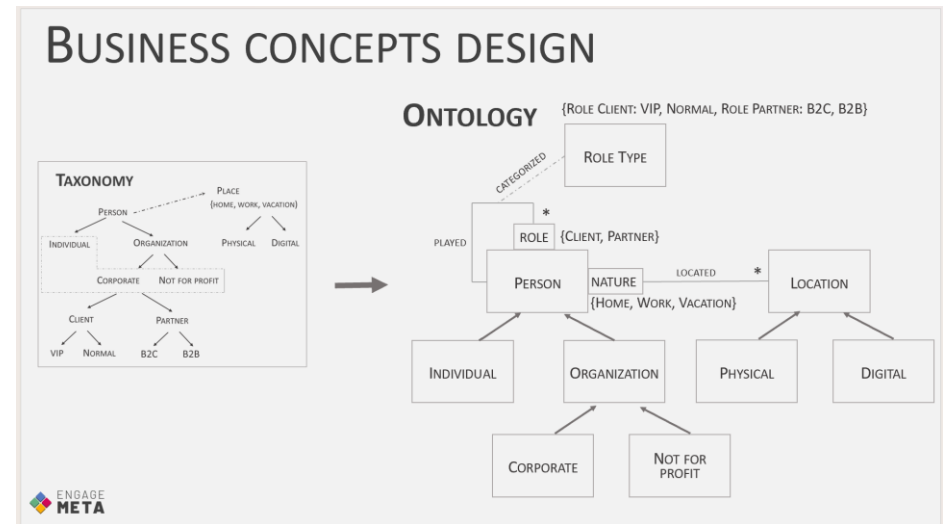 BUSINESS CONCEPTS DESIGN
ONTOLOGY
{ROLE CLIENT: VIP, NORMAL, ROLE PARTNER: B2C, B2B}
ROLE TYPE
CATEGORIZED
TAXONOMY
PLACE
{HOME, WORK, VACATION}
PERSON
INDIVIDUAL
ORGANIZATION
PHYSICAL
DIGITAL
CORPORATE
NOT FOR PROFIT
CLIENT
PARTNER
VIP
NORMAL
B2C
B2B
*
PLAYED
ROLE
{CLIENT, PARTNER}
PERSON
NATURE
LOCATED
*
LOCATION
{HOME, WORK, VACATION}
INDIVIDUAL
ORGANIZATION
PHYSICAL
DIGITAL
CORPORATE
NOT FOR
PROFIT
ENGAGE
META